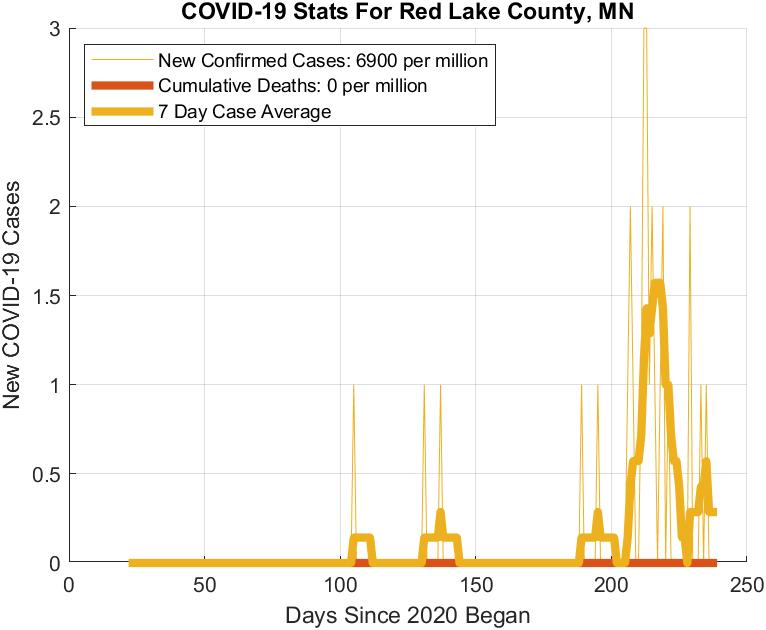 COVID-19 Stats For Red Lake County, MN
New Confirmed Cases: 6900 per million
Cumulative Deaths: 0 per million
7 Day Case Average
New COVID-19 Cases
3
2.5
2
1.5
1
0.5
0
0 50 100 150 200 250
Days Since 2020 Began